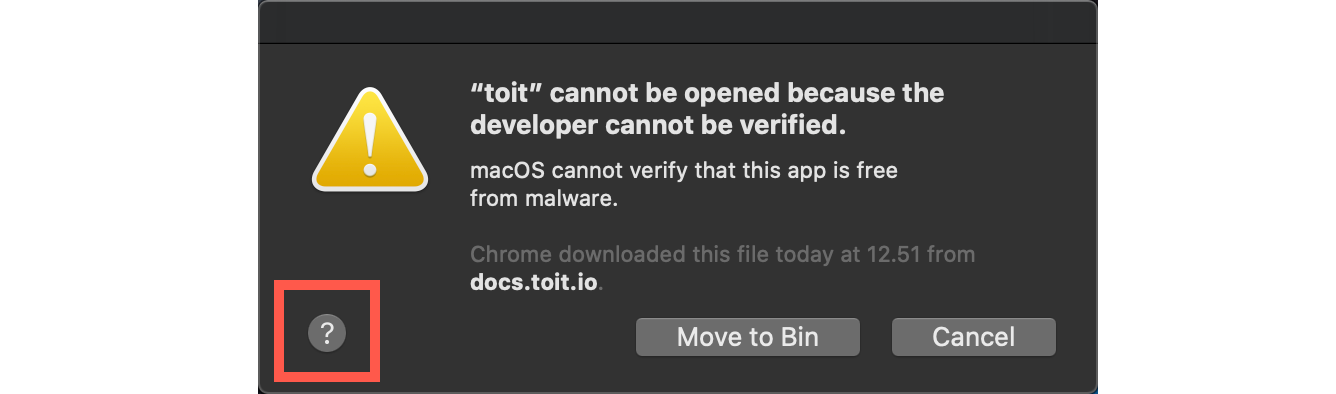 “toit” cannot be opened because the
developer cannot be verified.
macOS cannot verify that this app is free
from malware.
Chrome downloaded this file today at 12.51 from
docs.toit.io.
?
Move to Bin
Cancel